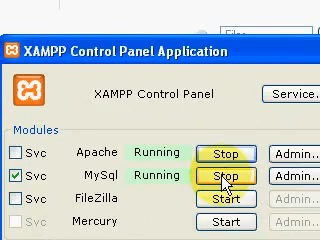 XAMPP Control Panel Application
XAMPP Control Panel
Service...
Modules
Svc Apache Running Stop Admin...
Svc MySql Running Stop Admin...
Svc FileZilla Start Admin...
Svc Mercury Start Admin...